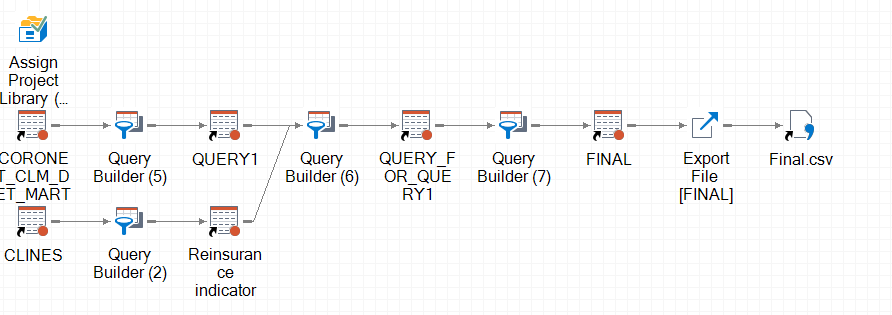 Assign
Project
Library (...
CORONE
T_CLM_D
ET_MART
Query
Builder (5)
QUERY1
Query
Builder (6)
QUERY_F
OR_QUE
RY1
Query
Builder (7)
FINAL
Export
File
[FINAL]
Final.csv
CLINES
Query
Builder (2)
Reinsuran
ce
indicator